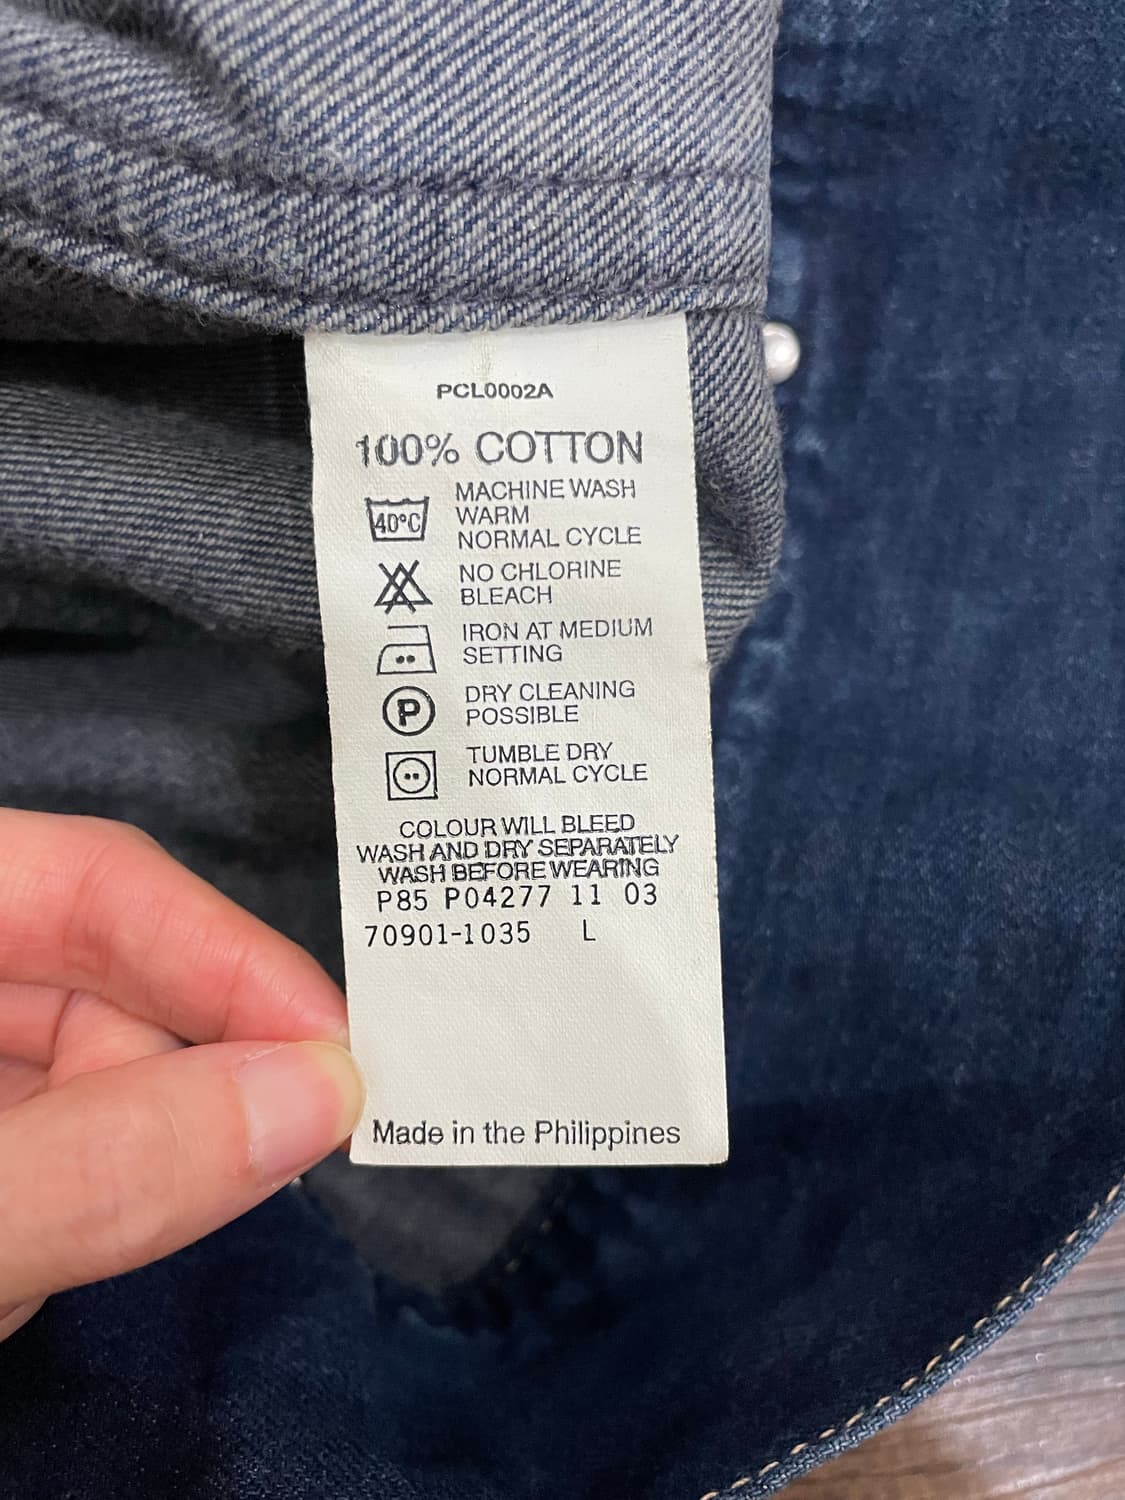 PCL0002A
100% COTTON
40°C
MACHINE WASH
WARM
NORMAL CYCLE
NO CHLORINE
BLEACH
IRON AT MEDIUM
SETTING
P
DRY CLEANING
POSSIBLE
TUMBLE DRY
NORMAL CYCLE
COLOUR WILL BLEED
WASH AND DRY SEPARATELY
WASH BEFORE WEARING
P85 P04277 11 03
70901-1035 L
Made in the Philippines